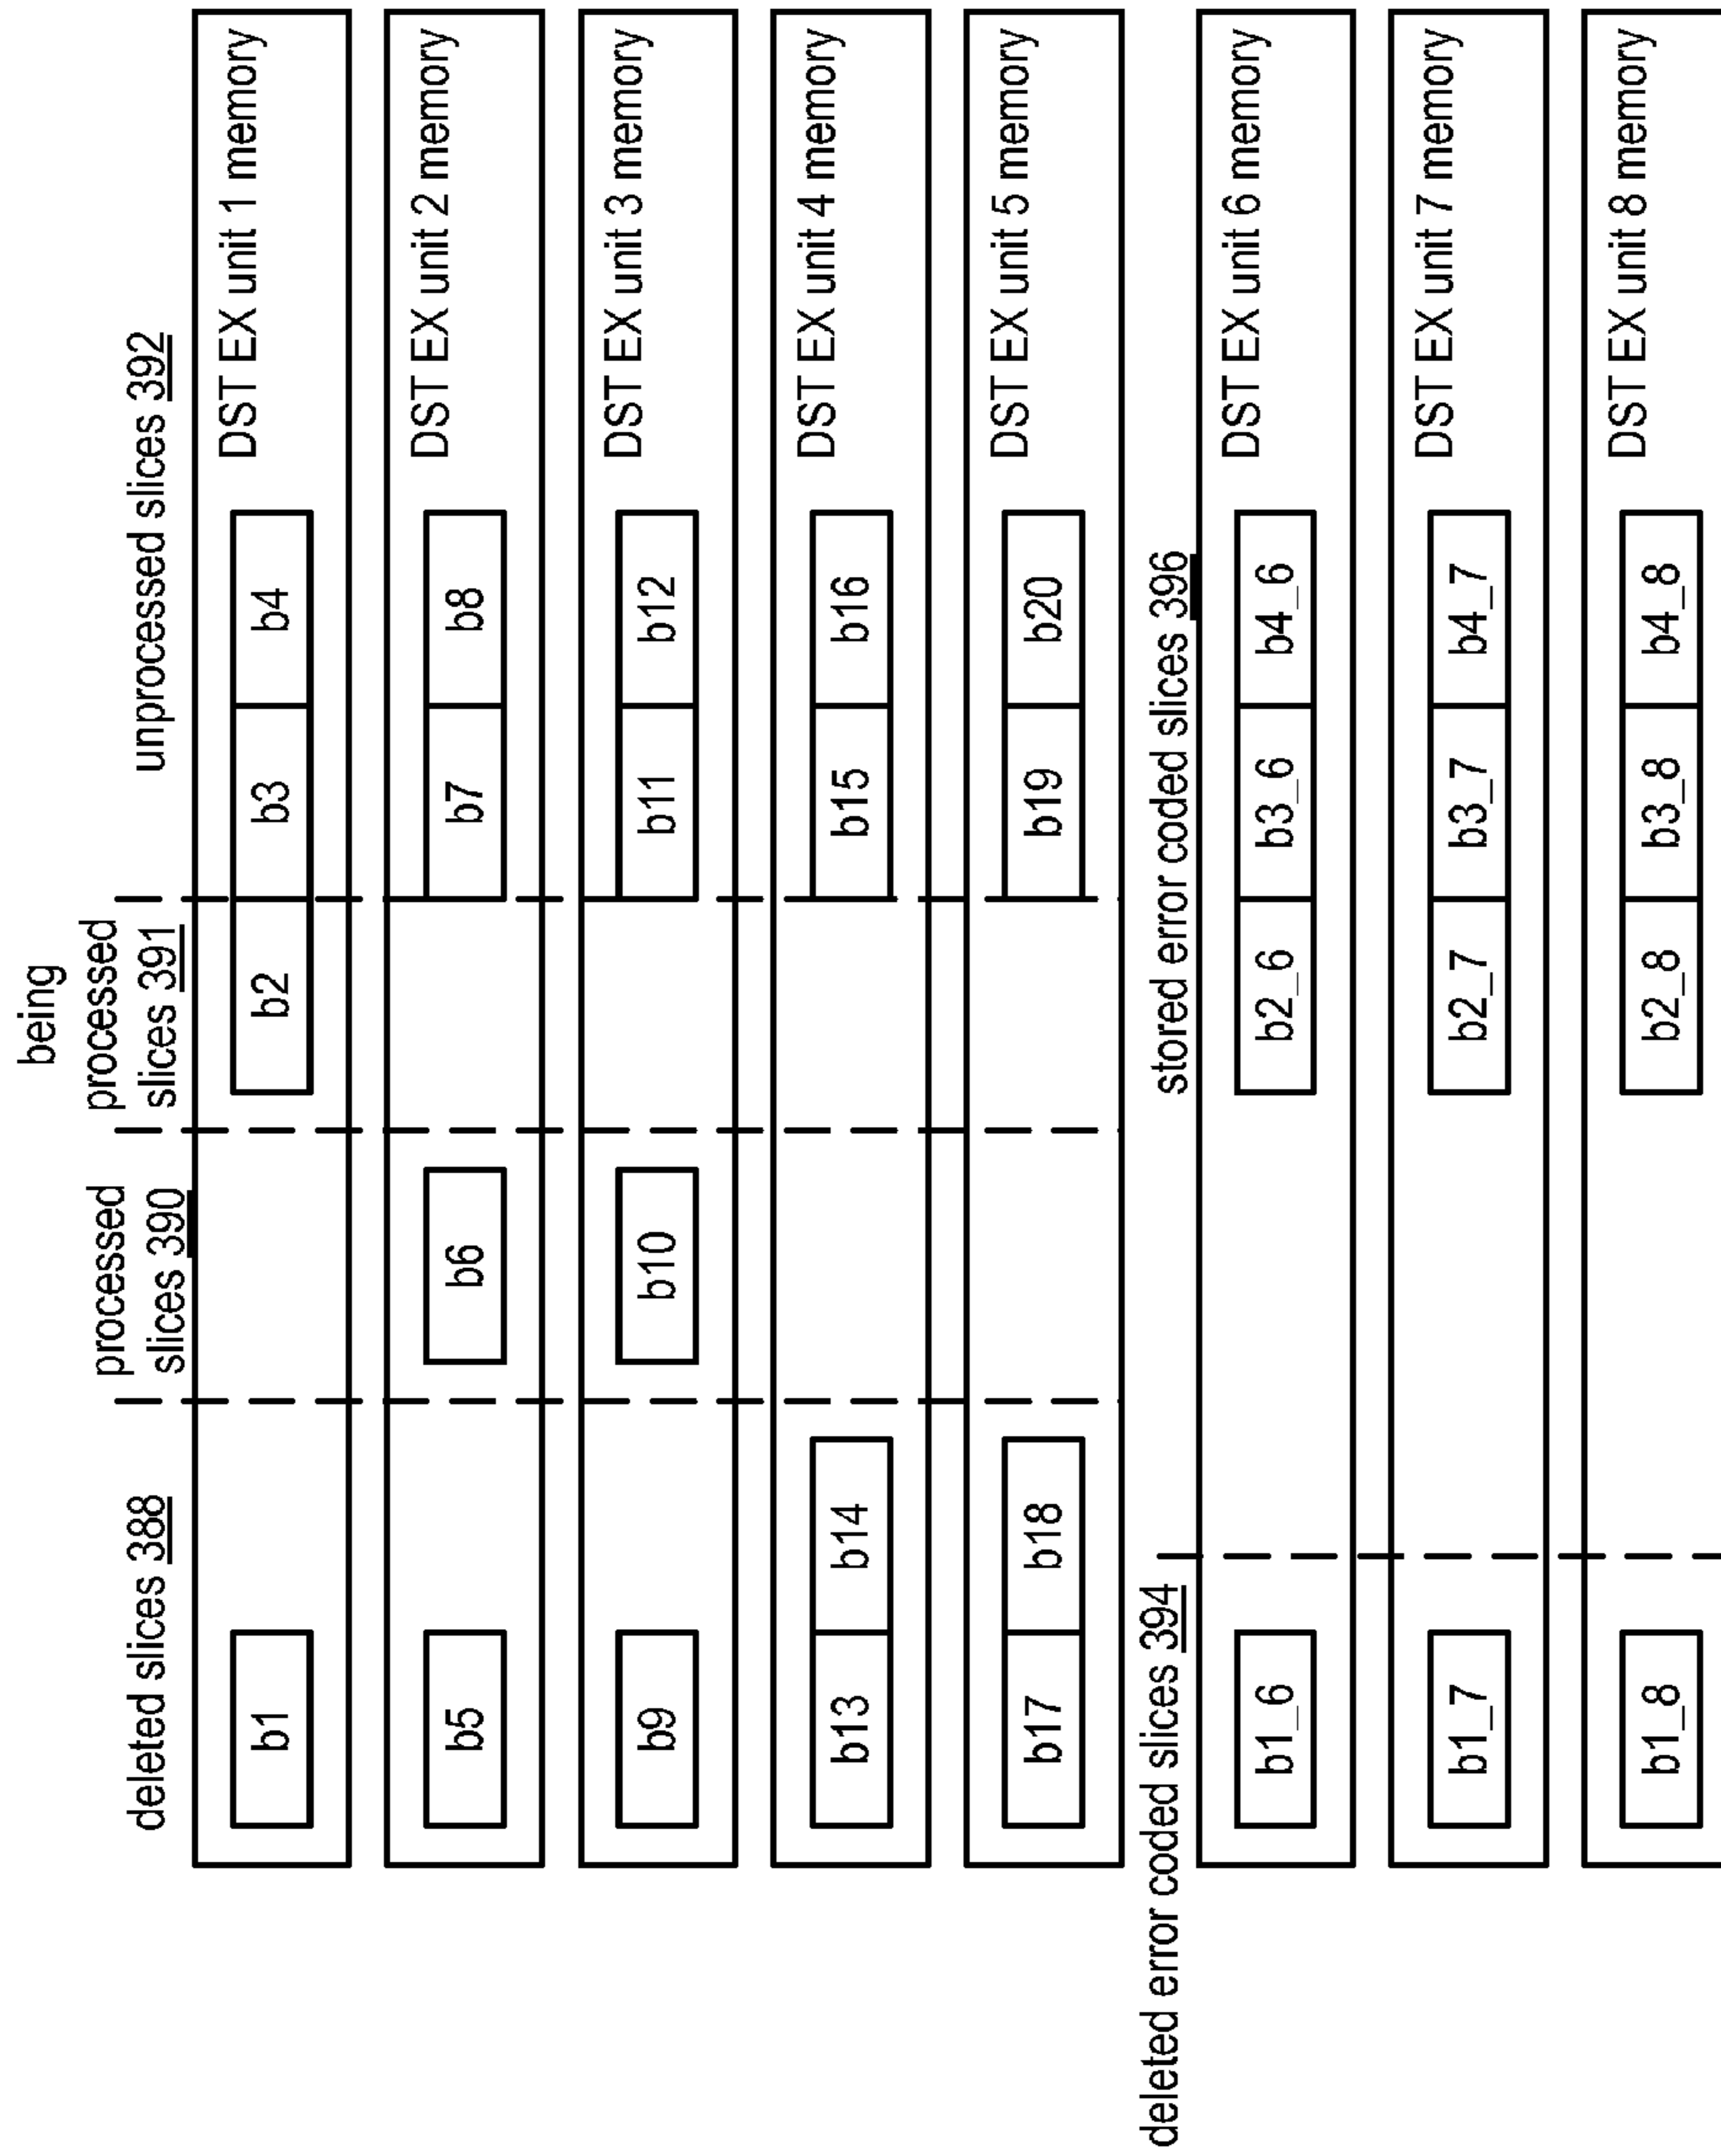 deleted slices 388
processed
slices 390
being
processed
slices 391
unprocessed slices 392
b1 b2 b3 b4 DST EX unit 1 memory
b5 b6 b7 b8 DST EX unit 2 memory
b9 b10 b11 b12 DST EX unit 3 memory
b13 b14 b15 b16 DST EX unit 4 memory
b17 b18 b19 b20 DST EX unit 5 memory
deleted error coded slices 394
stored error coded slices 396
b1_6 b2_6 b3_6 b4_6 DST EX unit 6 memory
b1_7 b2_7 b3_7 b4_7 DST EX unit 7 memory
b1_8 b2_8 b3_8 b4_8 DST EX unit 8 memory